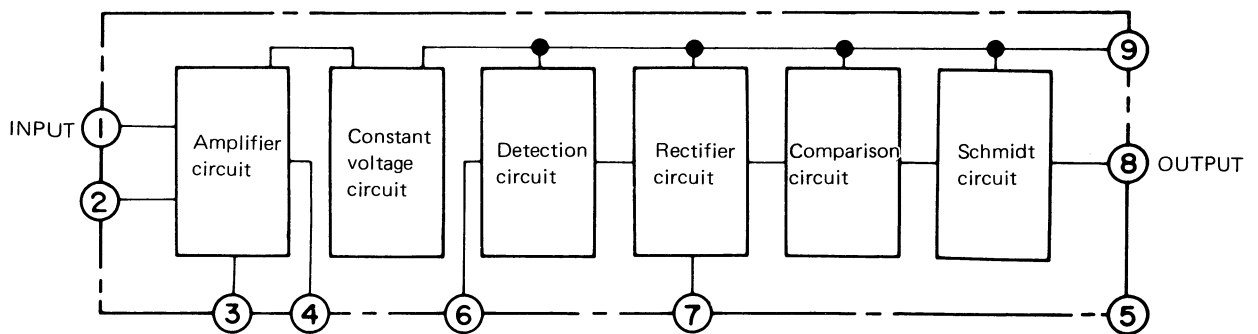 9
INPUT
1
Amplifier
circuit
Constant
voltage
circuit
Detection
circuit
Rectifier
circuit
Comparison
circuit
Schmidt
circuit
8
OUTPUT
2
3
4
6
7
5